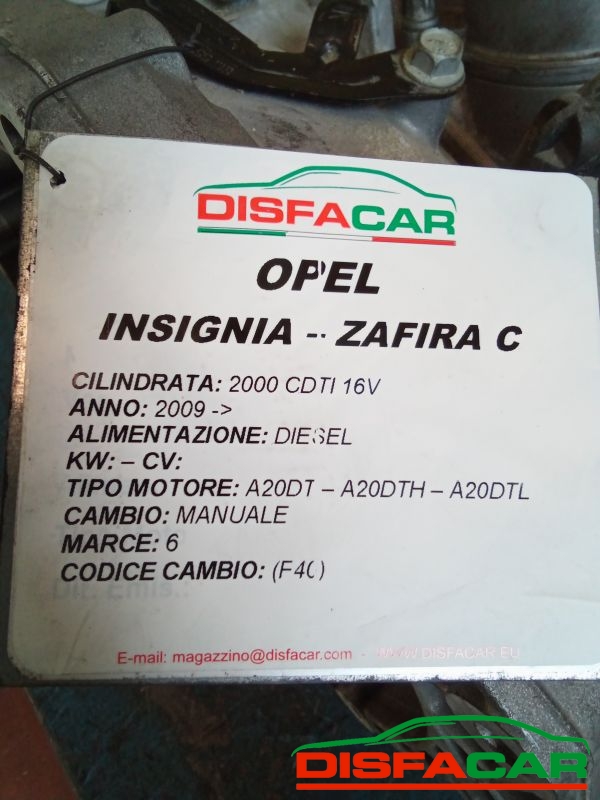 DISFACAR
OPEL
INSIGNIA - ZAFIRA C
CILINDRATA: 2000 CDTI 16V
ANNO: 2009 ->
ALIMENTAZIONE: DIESEL
KW: – CV:
TIPO MOTORE: A20DT – A20DTH – A20DTL
CAMBIO: MANUALE
MARCE: 6
CODICE CAMBIO: (F40)
E-mail: magazzino@disfacar.com - WWW.DISFACAR.EU
DISFACAR